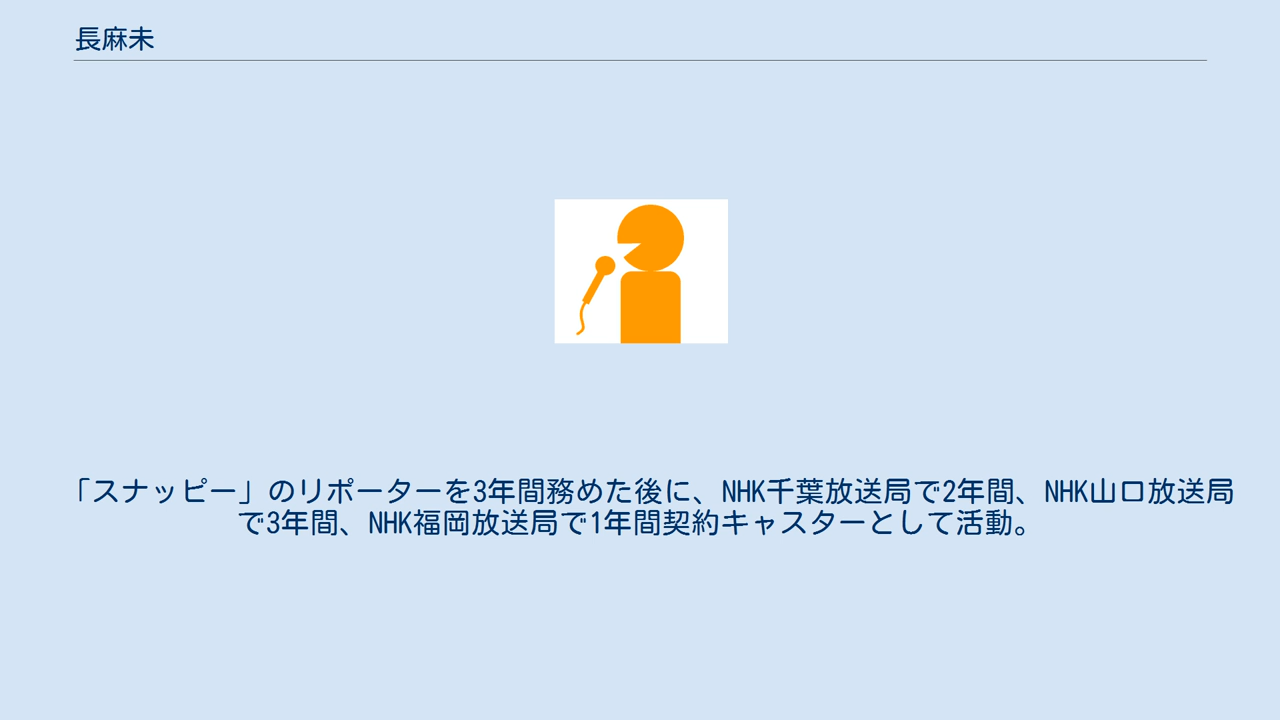 長麻未
「スナッピー」のリポーターを3年間務めた後に、NHK千葉放送局で2年間、NHK山口放送局
で3年間、NHK福岡放送局で1年間契約キャスターとして活動。